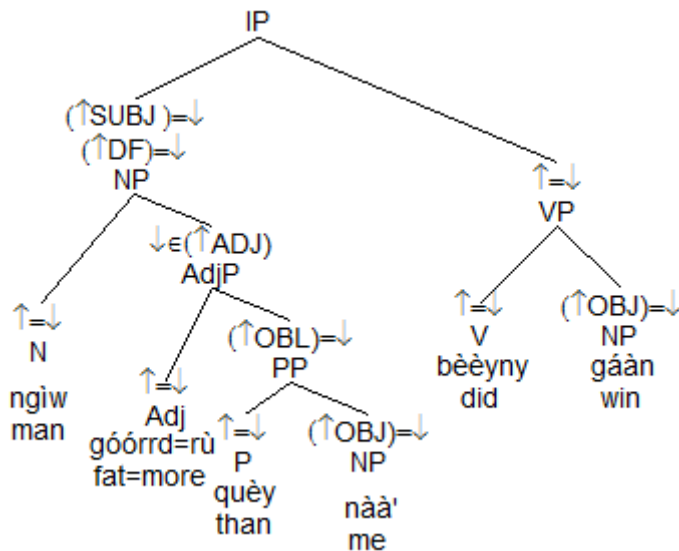 IP
(↑SUBJ)=↓
(↑DF)=↓
NP
↑=↓
VP
↓∈(↑ADJ)
AdjP
↑=↓
N
ngìw
man
(↑OBL)=↓
PP
↑=↓
V
bèèyny
did
(↑OBJ)=↓
NP
gáàn
win
↑=↓
Adj
góórrd=rù
fat=more
↑=↓
P
quèy
than
(↑OBJ)=↓
NP
nàà'
me